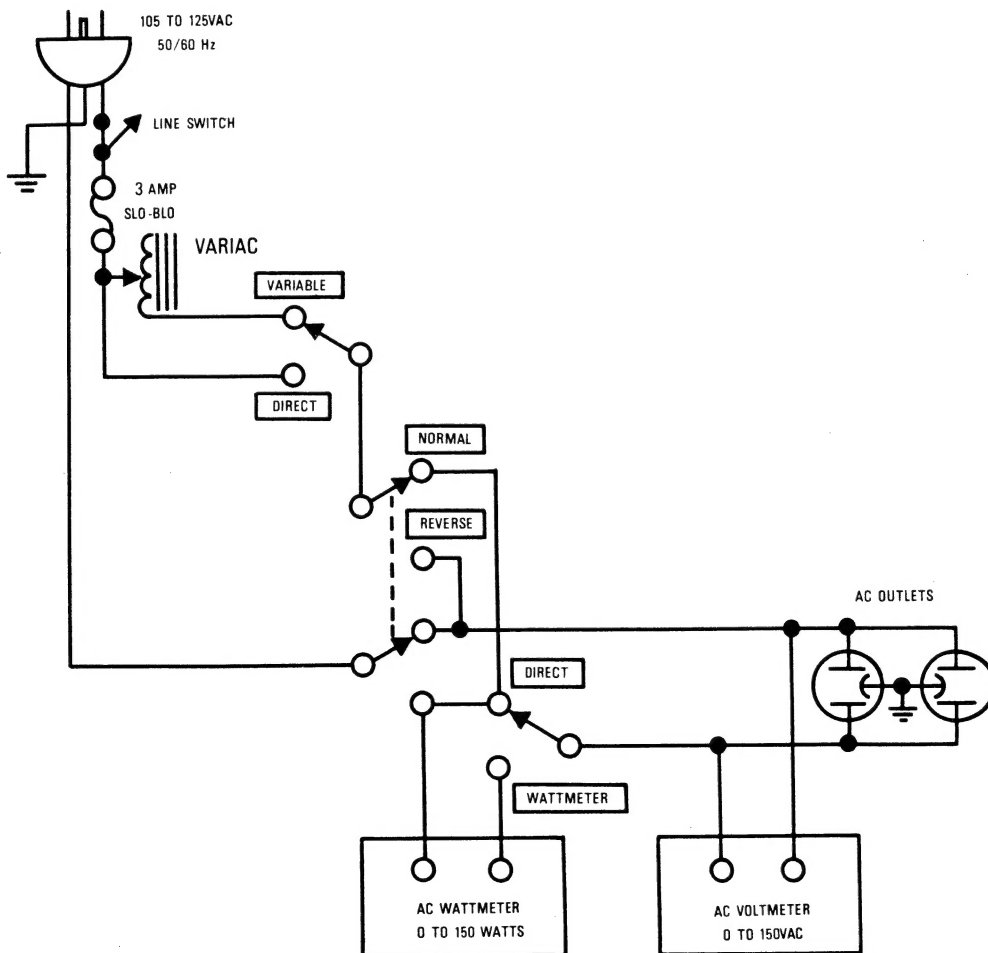 105 TO 125VAC
50/60 Hz
LINE SWITCH
3 AMP
SLO-BLO
VARIAC
VARIABLE
DIRECT
NORMAL
REVERSE
AC OUTLETS
DIRECT
WATTMETER
AC WATTMETER
0 TO 150 WATTS
AC VOLTMETER
0 TO 150VAC